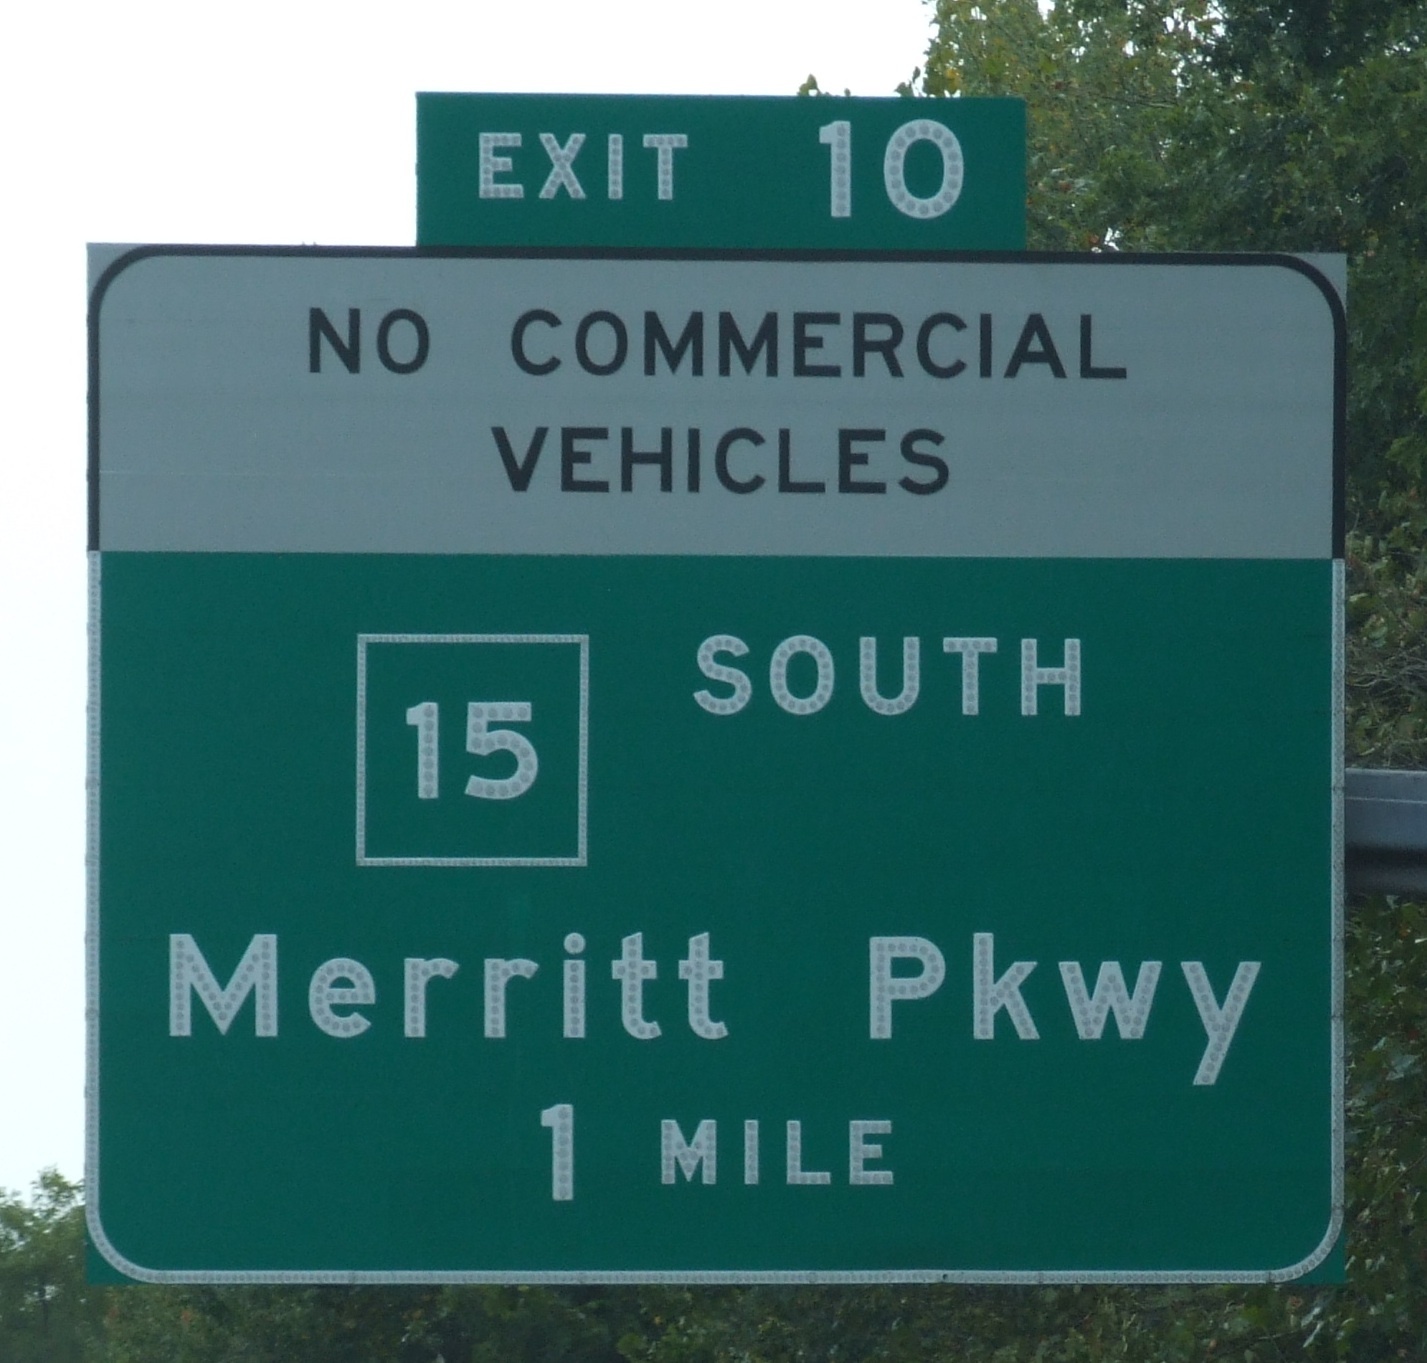 EXIT 10
NO COMMERCIAL
VEHICLES
15 SOUTH
Merritt Pkwy
1 MILE